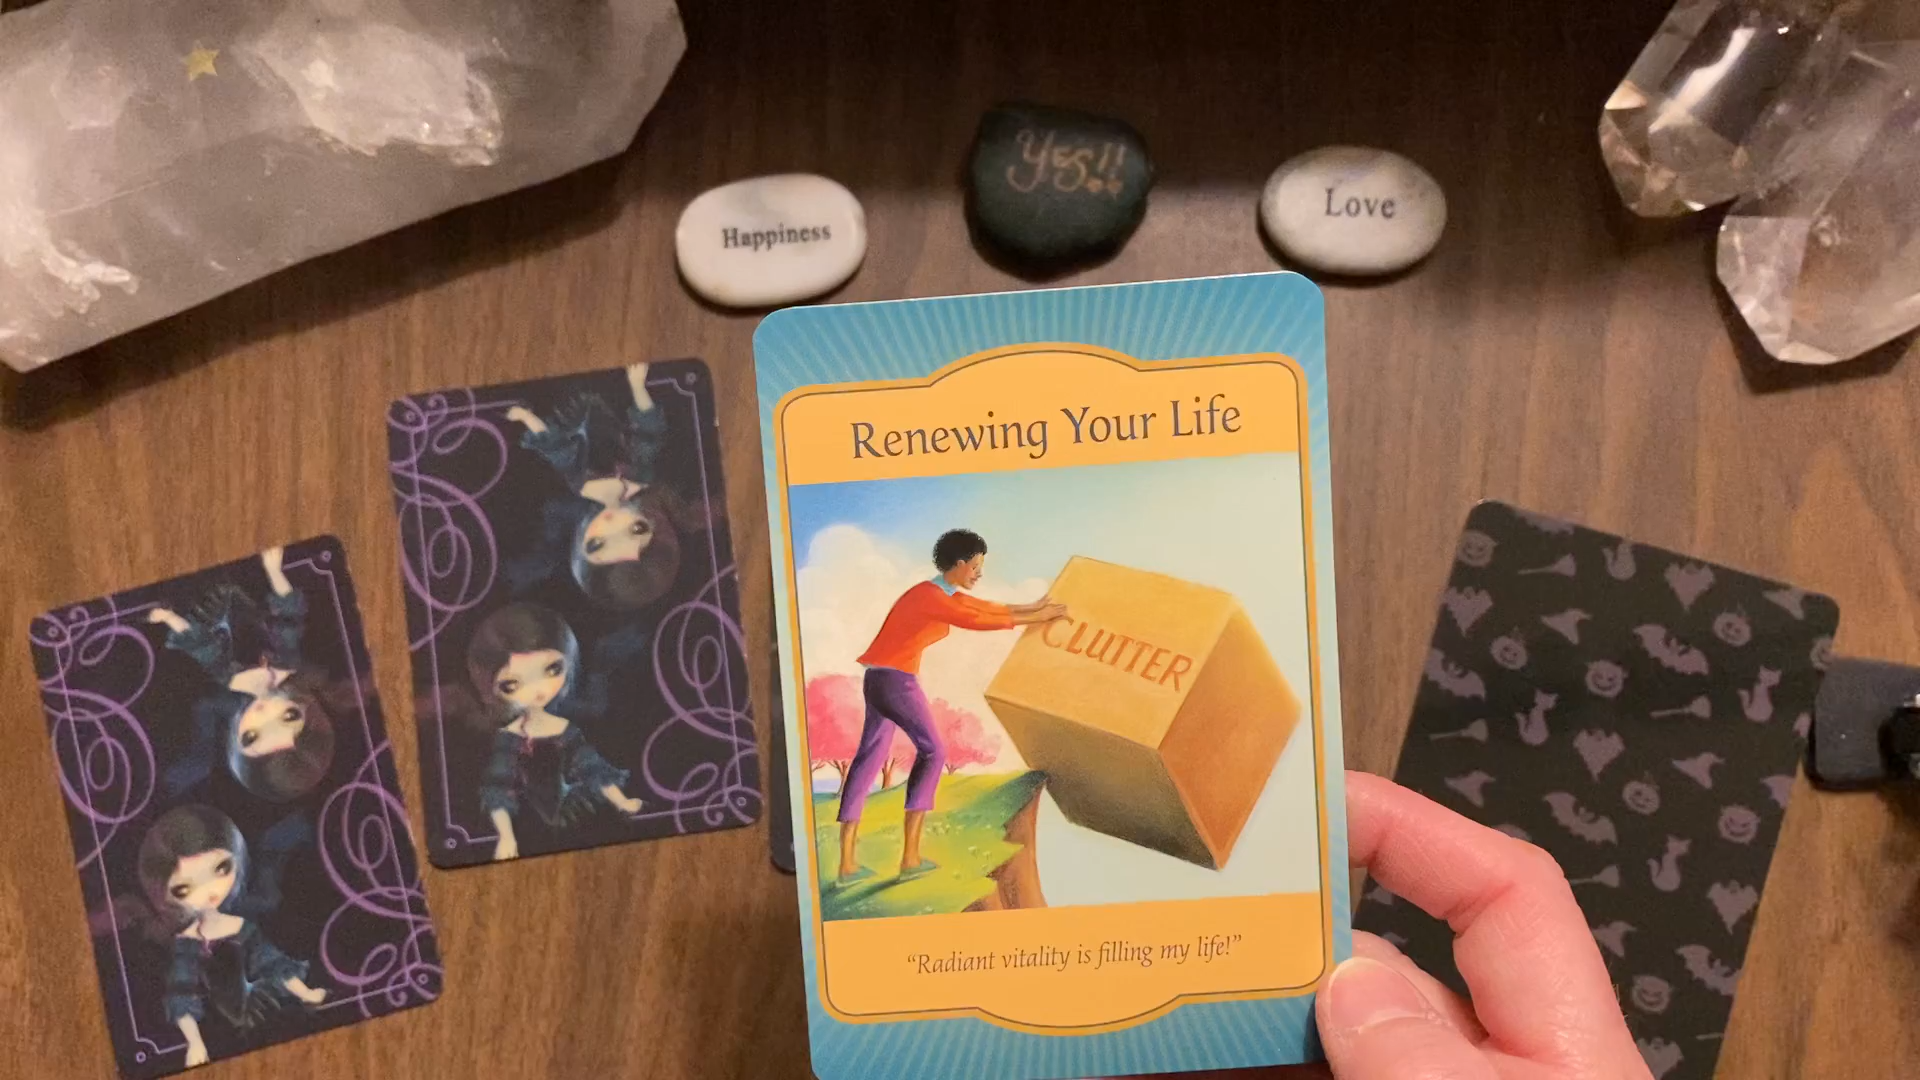 Happiness
Yes!!
Love
Renewing Your Life
CLUTTER
“Radiant vitality is filling my life!”